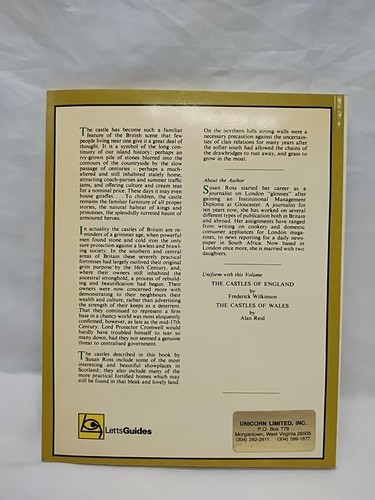 The castle has become such a familiar
feature of the British scene that few
people living near one give it a great deal
of thought. It is a symbol of the long con-
tinuity of our island history; perhaps an
ivy-grown pile of stones blurred into the
contours of the countryside by the slow
passage of centuries – perhaps a much-
altered and still inhabited stately home,
attracting coach-parties and summer traffic
jams, and offering culture and cream teas
for a nominal price. These days it may even
house giraffes. . . . To children, the castle
remains the familiar furniture of all proper
stories, the natural habitat of kings and
princesses, the splendidly turreted haunt of
armoured heroes.
In actuality the castles of Britain are re-
minders of a grimmer age, when powerful
men found stone and cold iron the only
sure protection against a lawless and brawl-
ing society. In the southern and central
areas of Britain these severely practical
fortresses had largely outlived their original
grim purpose by the 16th Century, and,
where their owners still inhabited the
ancestral stronghold, a process of rebuild-
ing and beautification had begun. Their
owners were now concerned more with
demonstrating to their neighbours their
wealth and culture, rather than advertising
the strength of their keeps as a deterrent.
That they continued to represent a firm
base in a chancy world was most eloquently
confirmed, however, as late as the mid-17th
Century. Lord Protector Cromwell would
hardly have troubled himself to tear so
many down, had they not seemed a genuine
threat to centralised government.
The castles described in this book by
Susan Ross include some of the most
interesting and beautiful showplaces in
Scotland; they also include many of the
more practical fortified homes which may
still be found in that bleak and lovely land.
LettsGuides
On the northern hills strong walls were a
necessary precaution against the uncertain-
ties of clan relations for many years after
the softer south had allowed the chains of
the drawbridges to rust away, and grass to
grow in the moat.
About the Author
Susan Ross started her career as a
journalist on London "glossies" after
gaining an Institutional Management
Diploma at Gloucester. A journalist for
ten years now, she has worked on several
different types of publication both in Britain
and abroad. Her assignments have ranged
from writing on cookery and domestic
consumer appliances for London maga-
zines, to news reporting for a daily news-
paper in South Africa. Now based in
London once more, she is married with two
daughters.
Uniform with this Volume
THE CASTLES OF ENGLAND
by
Frederick Wilkinson
THE CASTLES OF WALES
by
Alan Reid
UNICORN LIMITED, INC.
P.O. Box 778
Morgantown, West Virginia 26505
(304) 292-2811 (304) 599-1877